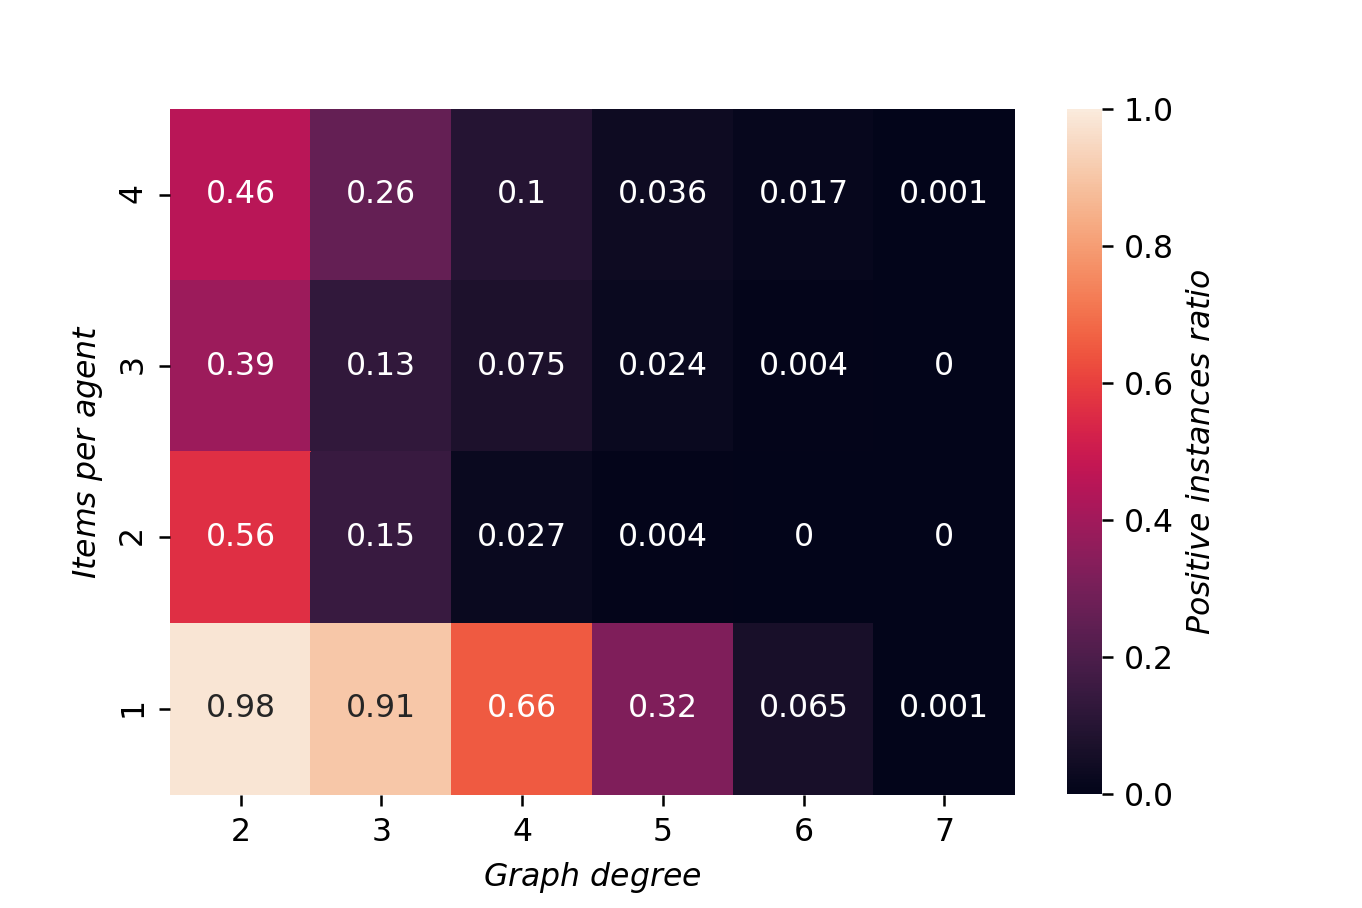 0.46 0.26 0.1 0.036 0.017 0.001
0.39 0.13 0.075 0.024 0.004 0
0.56 0.15 0.027 0.004 0 0
0.98 0.91 0.66 0.32 0.065 0.001
4
3
2
1
Items per agent
2 3 4 5 6 7
Graph degree
1.0
0.8
0.6
0.4
0.2
0.0
Positive instances ratio